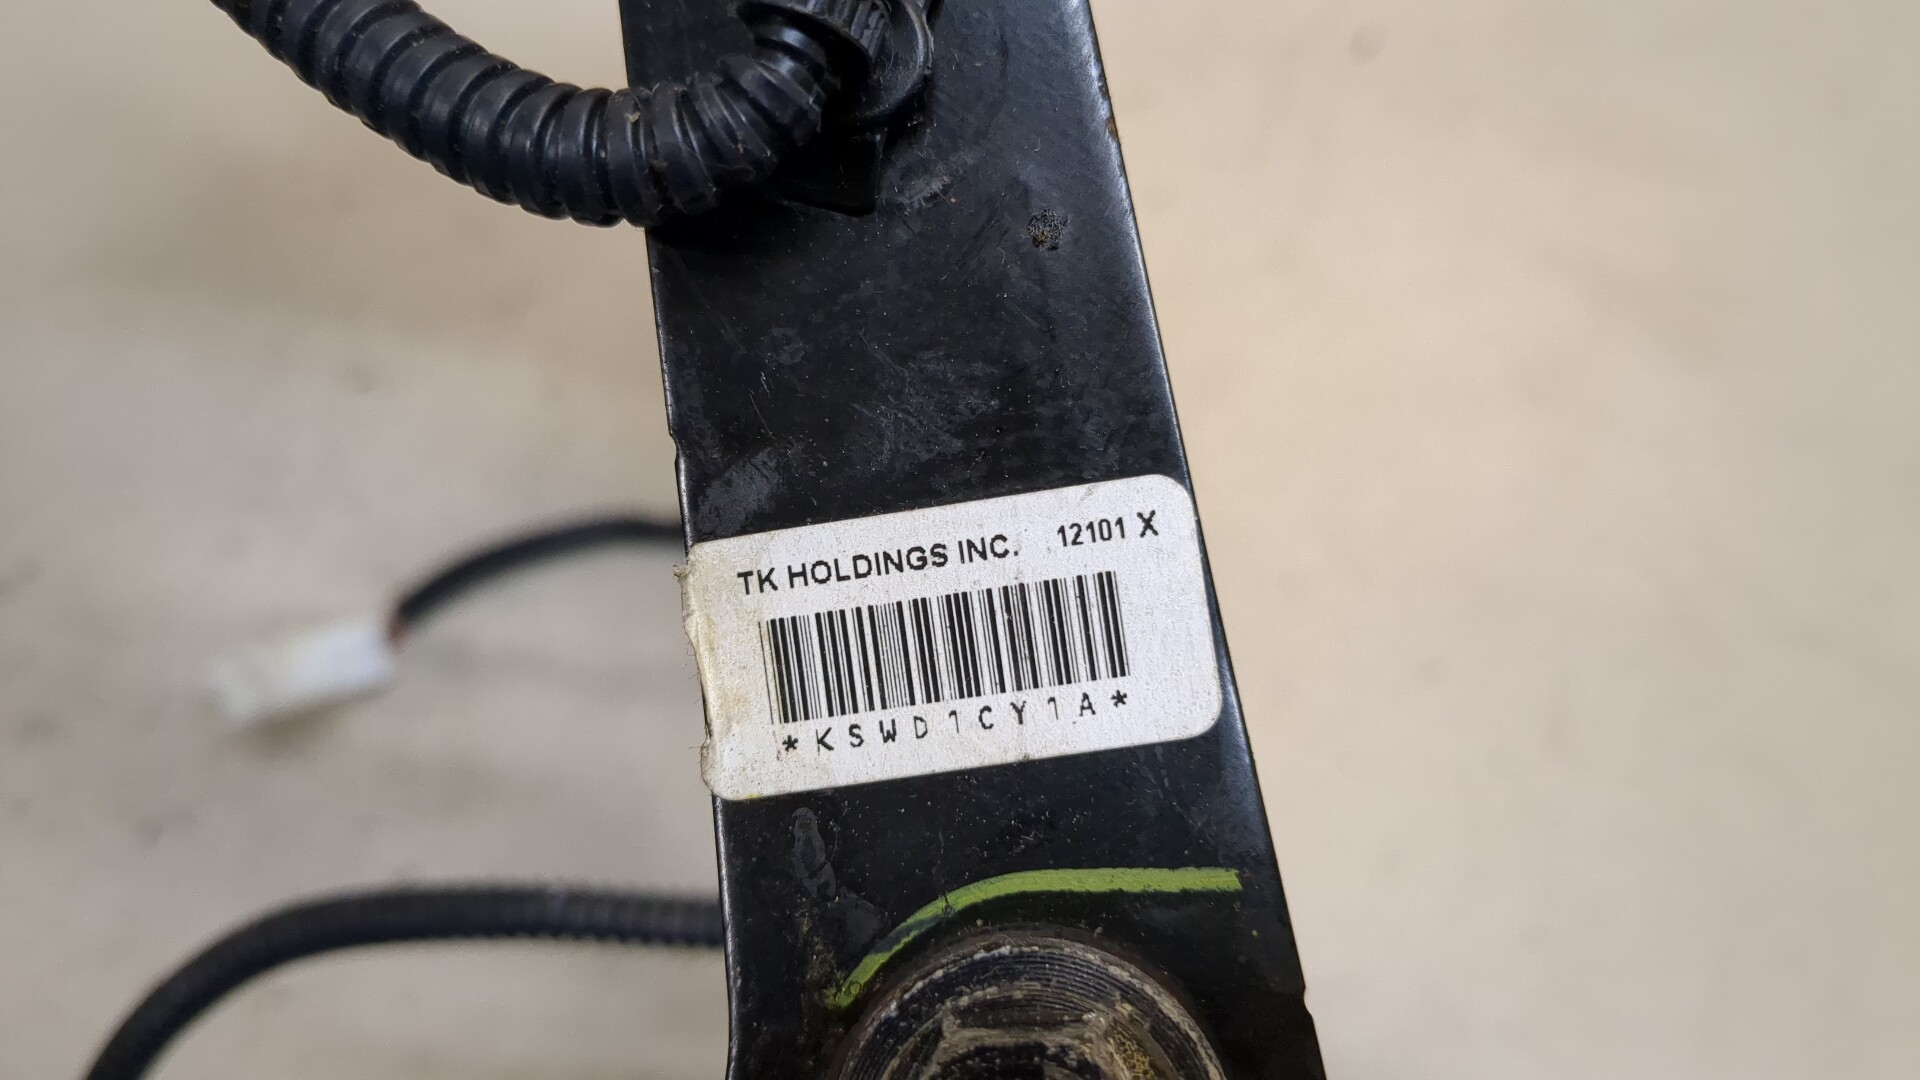 TK HOLDINGS INC. 12101 X
*KSWD1CY1A*